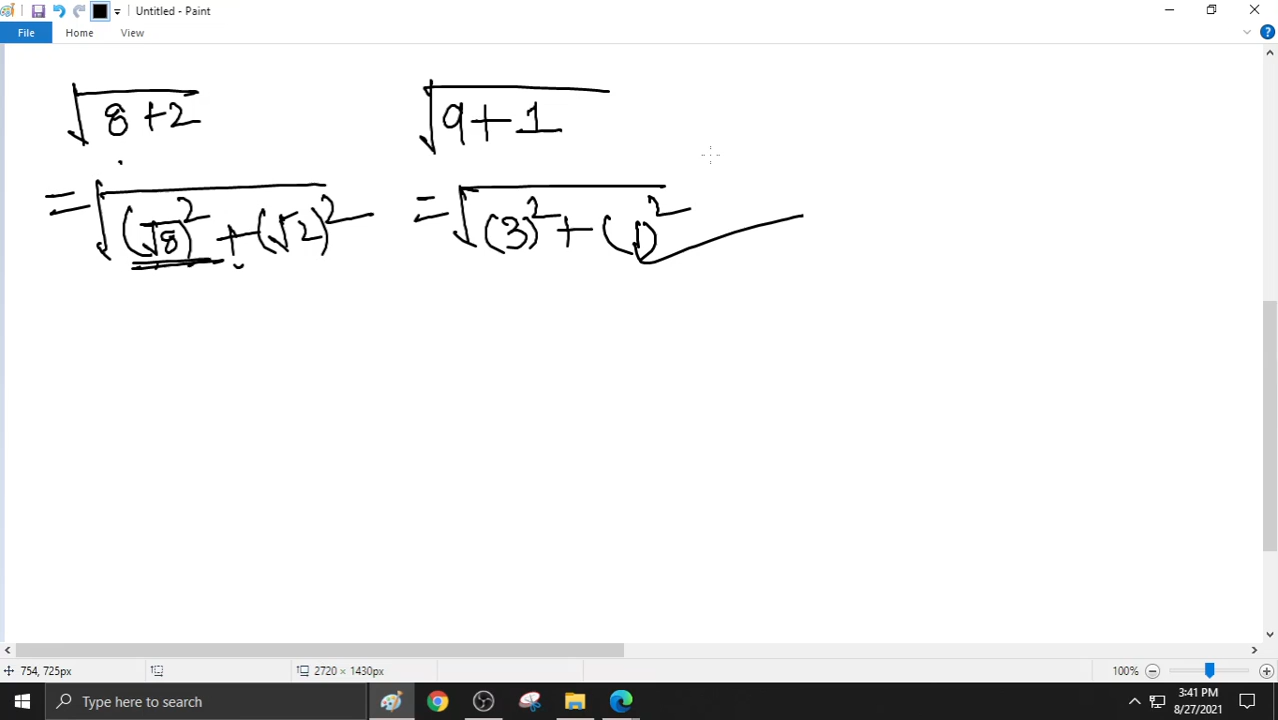 Untitled - Paint
File Home View
√8+2 √9+1
=√(√8)²+(√2)² =√(3)²+(1)²
754, 725px 2720 × 1430px 100%
Type here to search
3:41 PM
8/27/2021